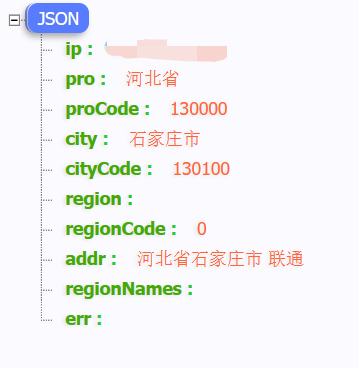 JSON
ip :
pro : 河北省
proCode : 130000
city : 石家庄市
cityCode : 130100
region :
regionCode : 0
addr : 河北省石家庄市 联通
regionNames :
err :